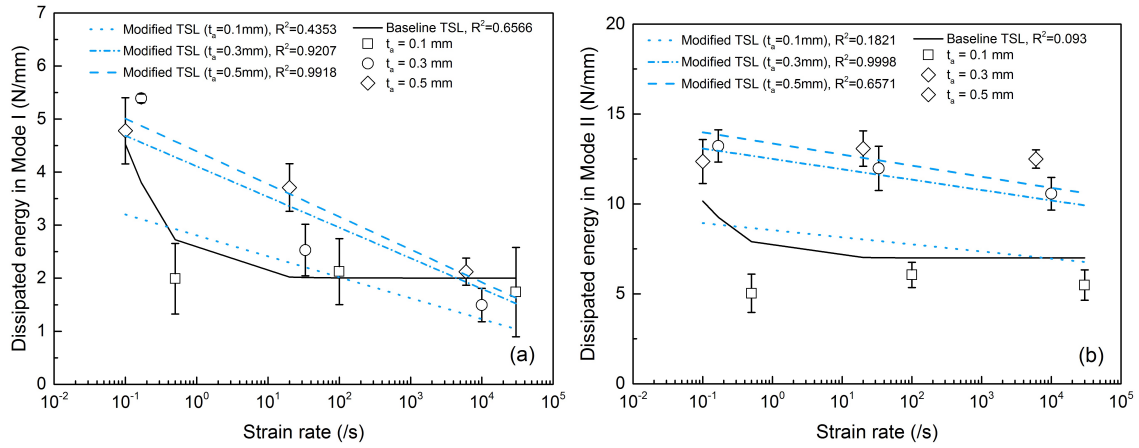 Modified TSL (ta=0.1mm), R2=0.4353
Modified TSL (ta=0.3mm), R2=0.9207
Modified TSL (ta=0.5mm), R2=0.9918
Baseline TSL, R2=0.6566
ta = 0.1 mm
ta = 0.3 mm
ta = 0.5 mm
7
6
5
4
3
2
1
0
Dissipated energy in Mode I (N/mm)
(a)
10-2 10-1 100 101 102 103 104 105
Strain rate (/s)
Modified TSL (ta=0.1mm), R2=0.1821
Modified TSL (ta=0.3mm), R2=0.9998
Modified TSL (ta=0.5mm), R2=0.6571
Baseline TSL, R2=0.093
ta = 0.1 mm
ta = 0.3 mm
ta = 0.5 mm
20
15
10
5
0
Dissipated energy in Mode II (N/mm)
(b)
10-2 10-1 100 101 102 103 104 105
Strain rate (/s)